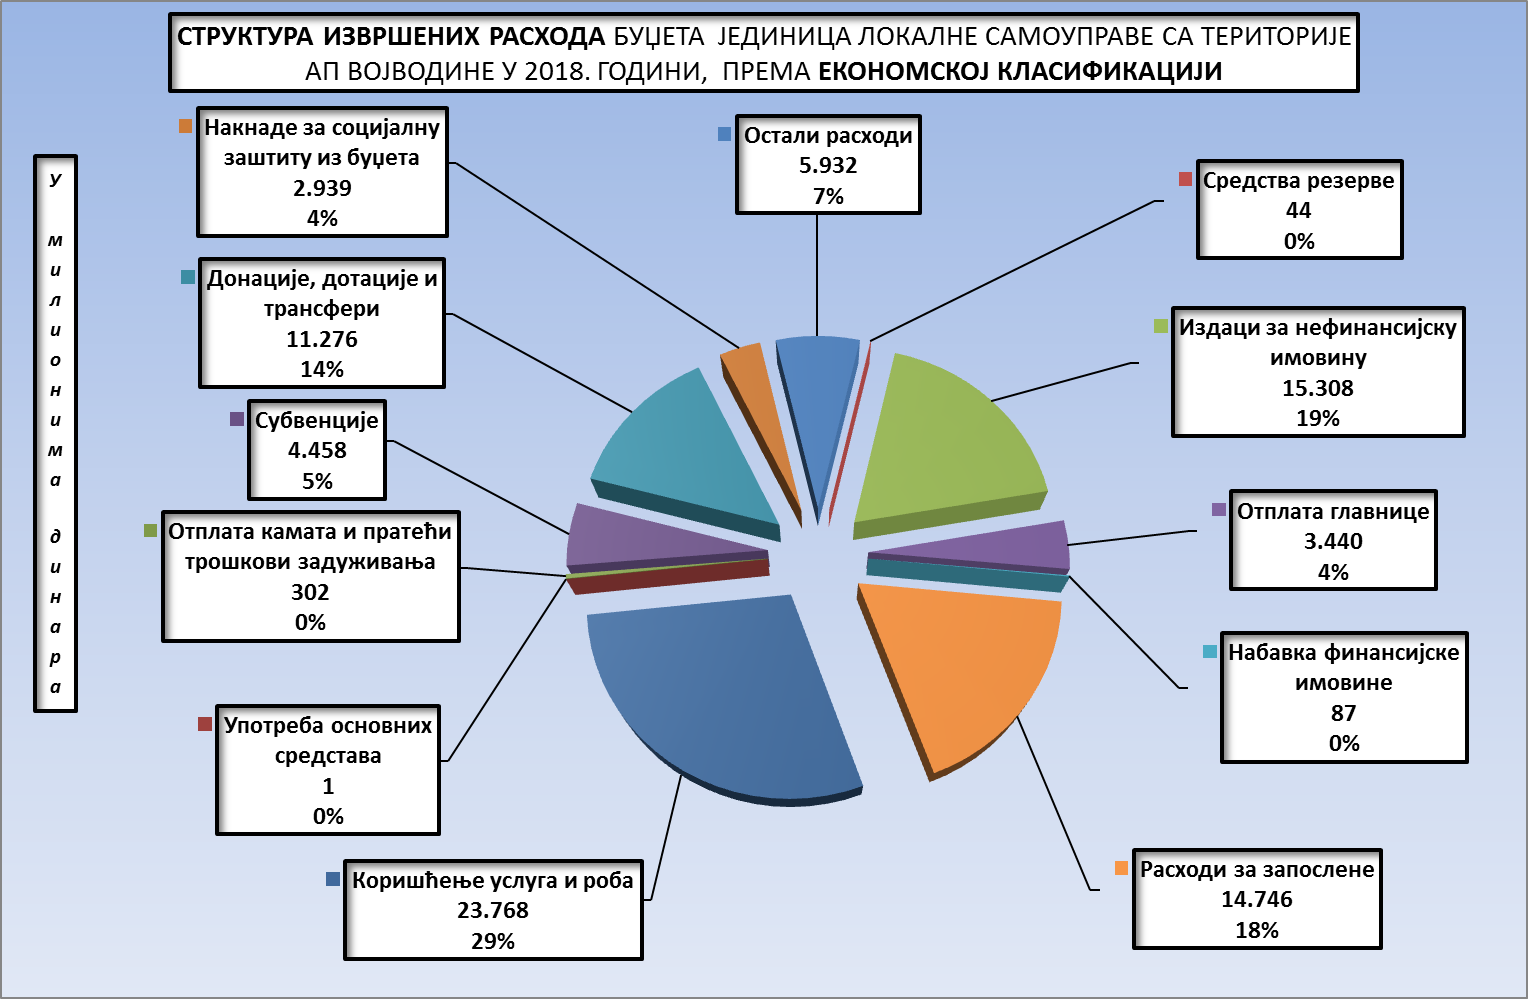 СТРУКТУРА ИЗВРШЕНИХ РАСХОДА БУЏЕТА ЈЕДИНИЦА ЛОКАЛНЕ САМОУПРАВЕ СА ТЕРИТОРИЈЕ
АП ВОЈВОДИНЕ У 2018. ГОДИНИ, ПРЕМА ЕКОНОМСКОЈ КЛАСИФИКАЦИЈИ
У милионима динара
Накнаде за социјалну
заштиту из буџета
2.939
4%
Остали расходи
5.932
7%
Средства резерве
44
0%
Донације, дотације и
трансфери
11.276
14%
Издаци за нефинансијску
имовину
15.308
19%
Субвенције
4.458
5%
Отплата главнице
3.440
4%
Отплата камата и пратећи
трошкови задуживања
302
0%
Набавка финансијске
имовине
87
0%
Употреба основних
средстава
1
0%
Коришћење услуга и роба
23.768
29%
Расходи за запослене
14.746
18%